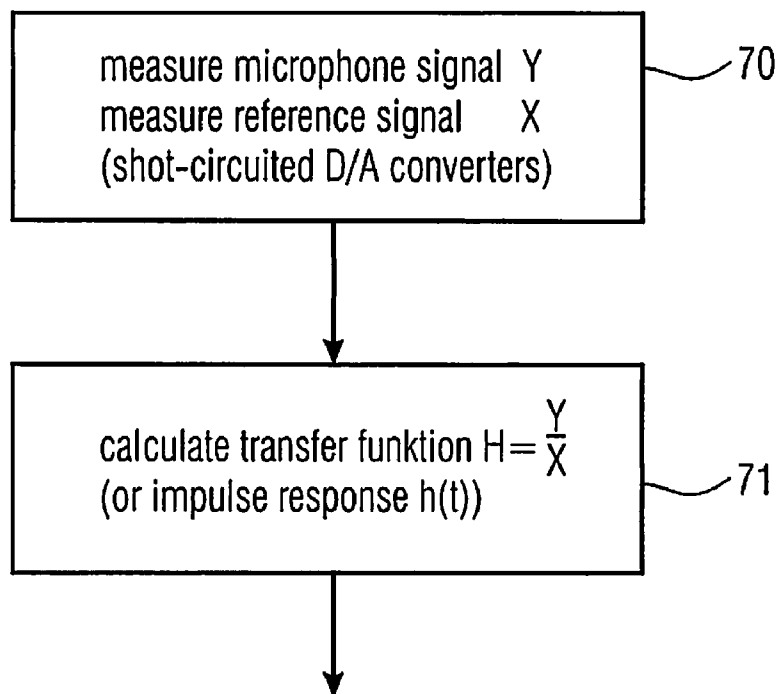 measure microphone signal Y
70
measure reference signal X
(shot-circuited D/A converters)
calculate transfer funktion H = Y/X
(or impulse response h(t))
71